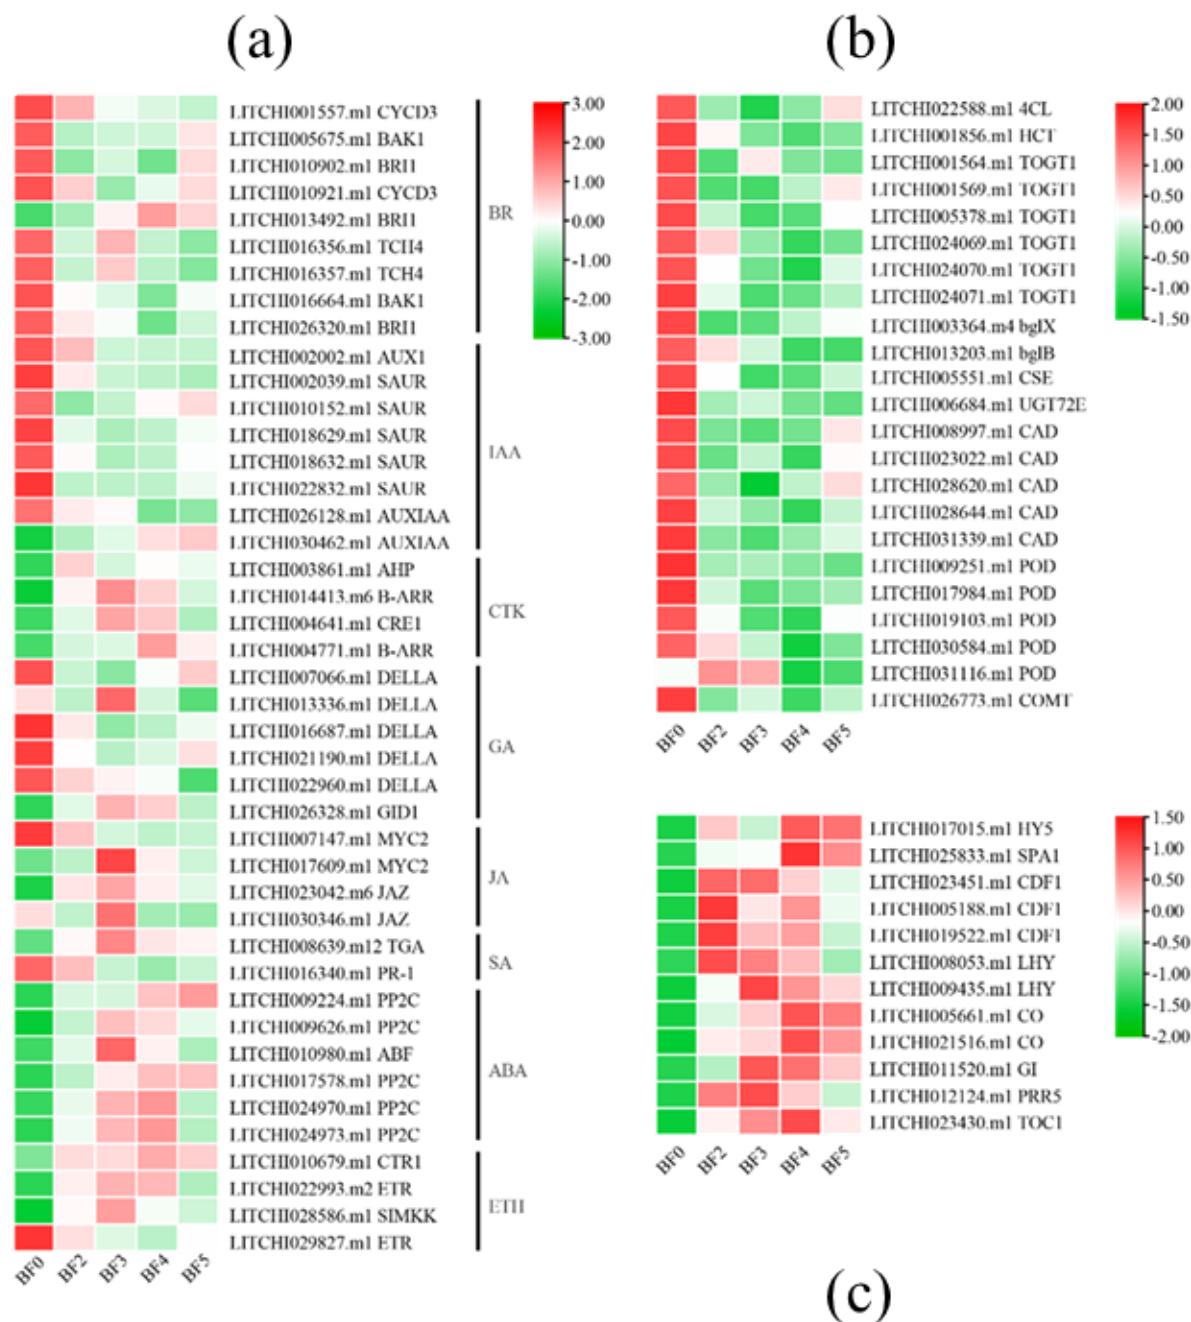 (a)
LITCHI001557.m1 CYCD3
LITCHI005675.m1 BAK1
LITCHI010902.m1 BRI1
LITCHI010921.m1 CYCD3
LITCHI013492.m1 BRI1
LITCHI016356.m1 TCH4
LITCHI016357.m1 TCH4
LITCHI016664.m1 BAK1
LITCHI026320.m1 BRI1
BR
LITCHI002002.m1 AUX1
LITCHI002039.m1 SAUR
LITCHI010152.m1 SAUR
LITCHI018629.m1 SAUR
LITCHI018632.m1 SAUR
LITCHI022832.m1 SAUR
LITCHI026128.m1 AUXIAA
LITCHI030462.m1 AUXIAA
IAA
LITCHI003861.m1 AHP
LITCHI014413.m6 B-ARR
LITCHI004641.m1 CRE1
LITCHI004771.m1 B-ARR
CTK
LITCHI007066.m1 DELLA
LITCHI013336.m1 DELLA
LITCHI016687.m1 DELLA
LITCHI021190.m1 DELLA
LITCHI022960.m1 DELLA
LITCHI026328.m1 GID1
GA
LITCHI007147.m1 MYC2
LITCHI017609.m1 MYC2
LITCHI023042.m6 JAZ
LITCHI030346.m1 JAZ
JA
LITCHI008639.m12 TGA
LITCHI016340.m1 PR-1
SA
LITCHI009224.m1 PP2C
LITCHI009626.m1 PP2C
LITCHI010980.m1 ABF
LITCHI017578.m1 PP2C
LITCHI024970.m1 PP2C
LITCHI024973.m1 PP2C
ABA
LITCHI010679.m1 CTR1
LITCHI022993.m2 ETR
LITCHI028586.m1 SIMKK
LITCHI029827.m1 ETR
ETH
BF0 BF2 BF3 BF4 BF5
3.00
2.00
1.00
0.00
-1.00
-2.00
-3.00
(b)
LITCHI022588.m1 4CL
LITCHI001856.m1 HCT
LITCHI001564.m1 TOGT1
LITCHI001569.m1 TOGT1
LITCHI005378.m1 TOGT1
LITCHI024069.m1 TOGT1
LITCHI024070.m1 TOGT1
LITCHI024071.m1 TOGT1
LITCHI003364.m4 bglX
LITCHI013203.m1 bglB
LITCHI005551.m1 CSE
LITCHI006684.m1 UGT72E
LITCHI008997.m1 CAD
LITCHI023022.m1 CAD
LITCHI028620.m1 CAD
LITCHI028644.m1 CAD
LITCHI031339.m1 CAD
LITCHI009251.m1 POD
LITCHI017984.m1 POD
LITCHI019103.m1 POD
LITCHI030584.m1 POD
LITCHI031116.m1 POD
LITCHI026773.m1 COMT
BF0 BF2 BF3 BF4 BF5
2.00
1.50
1.00
0.50
0.00
-0.50
-1.00
-1.50
LITCHI017015.m1 HY5
LITCHI025833.m1 SPA1
LITCHI023451.m1 CDF1
LITCHI005188.m1 CDF1
LITCHI019522.m1 CDF1
LITCHI008053.m1 LHY
LITCHI009435.m1 LHY
LITCHI005661.m1 CO
LITCHI021516.m1 CO
LITCHI011520.m1 GI
LITCHI012124.m1 PRR5
LITCHI023430.m1 TOC1
BF0 BF2 BF3 BF4 BF5
1.50
1.00
0.50
0.00
-0.50
-1.00
-1.50
-2.00
(c)